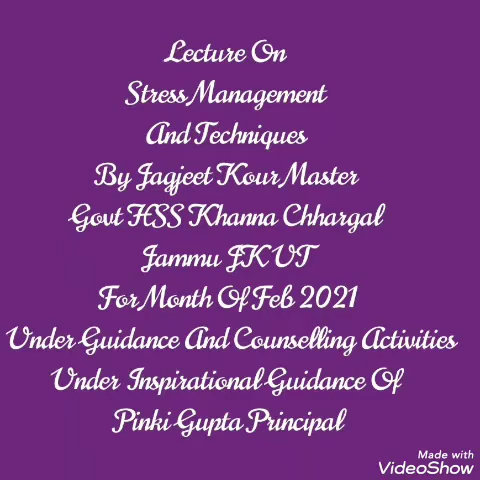 Lecture On
Stress Management
And Techniques
By Jagjeet Kour Master
Govt HSS Khanna Chhargal
Jammu JK UT
For Month Of Feb 2021
Under Guidance And Counselling Activities
Under Inspirational Guidance Of
Pinki Gupta Principal
Made with
VideoShow